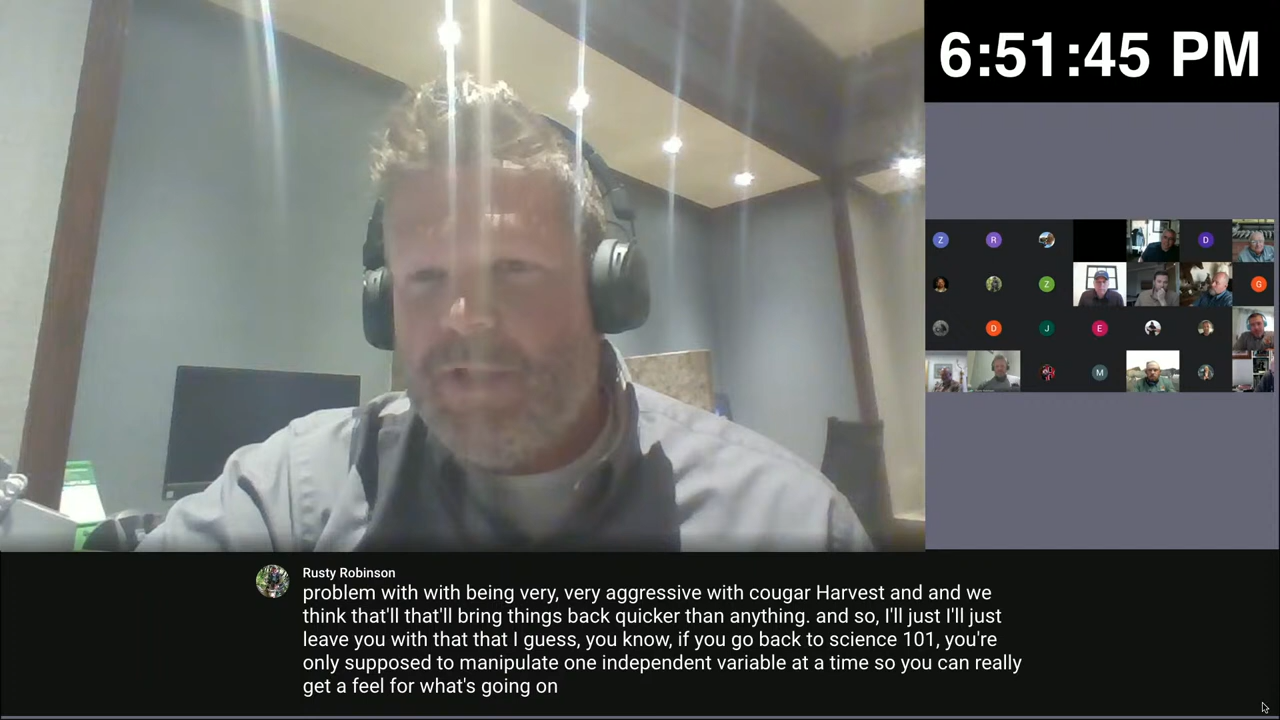 6:51:45 PM
Z
R
D
Z
G
D
J
E
M
Rusty Robinson
problem with with being very, very aggressive with cougar Harvest and and we
think that'll that'll bring things back quicker than anything. and so, I'll just I'll just
leave you with that that I guess, you know, if you go back to science 101, you're
only supposed to manipulate one independent variable at a time so you can really
get a feel for what's going on